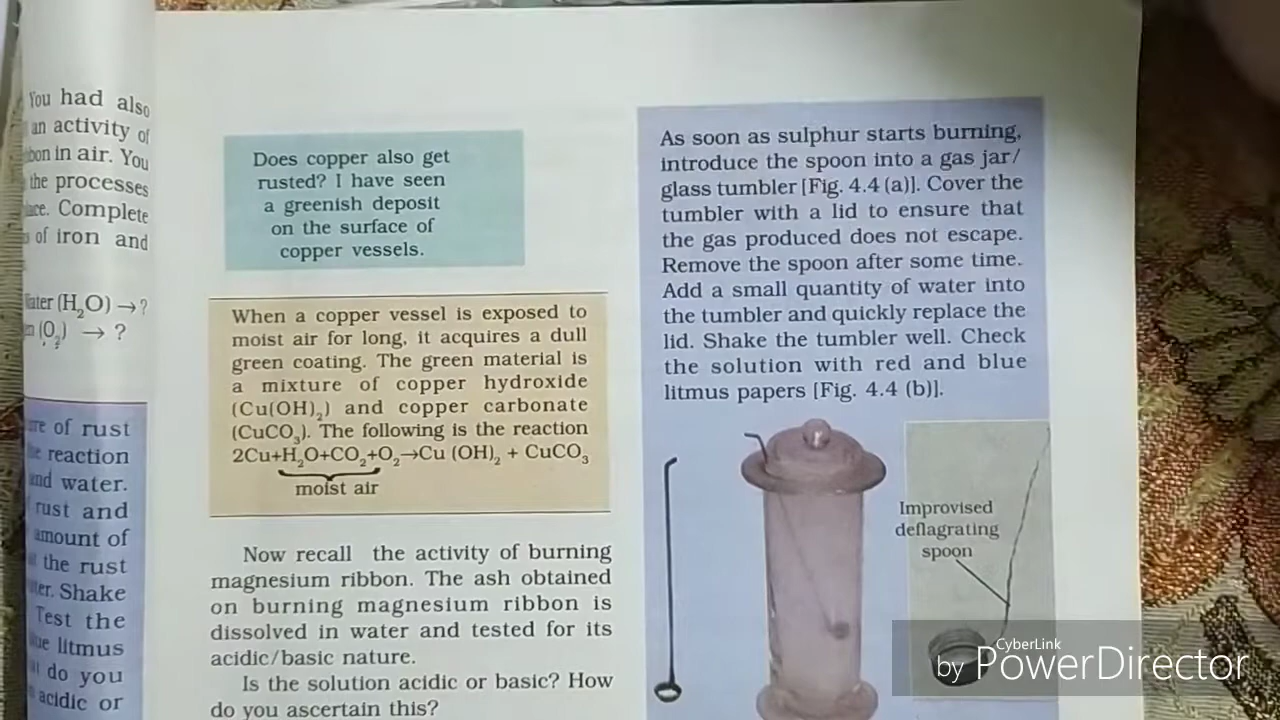 You had also
an activity of
in air. You
the processes
Complete
of iron and
(H₂O) → ?
(O₂) → ?
of rust
reaction
and water.
rust and
amount of
the rust
Shake
Test the
litmus
do you
acidic or
Does copper also get
rusted? I have seen
a greenish deposit
on the surface of
copper vessels.
When a copper vessel is exposed to
moist air for long, it acquires a dull
green coating. The green material is
a mixture of copper hydroxide
(Cu(OH)₂) and copper carbonate
(CuCO₃). The following is the reaction
2Cu+H₂O+CO₂+O₂→Cu (OH)₂ + CuCO₃
moist air
Now recall the activity of burning
magnesium ribbon. The ash obtained
on burning magnesium ribbon is
dissolved in water and tested for its
acidic/basic nature.
Is the solution acidic or basic? How
do you ascertain this?
As soon as sulphur starts burning,
introduce the spoon into a gas jar/
glass tumbler [Fig. 4.4 (a)]. Cover the
tumbler with a lid to ensure that
the gas produced does not escape.
Remove the spoon after some time.
Add a small quantity of water into
the tumbler and quickly replace the
lid. Shake the tumbler well. Check
the solution with red and blue
litmus papers [Fig. 4.4 (b)].
Improvised
deflagrating
spoon
CyberLink
by PowerDirector